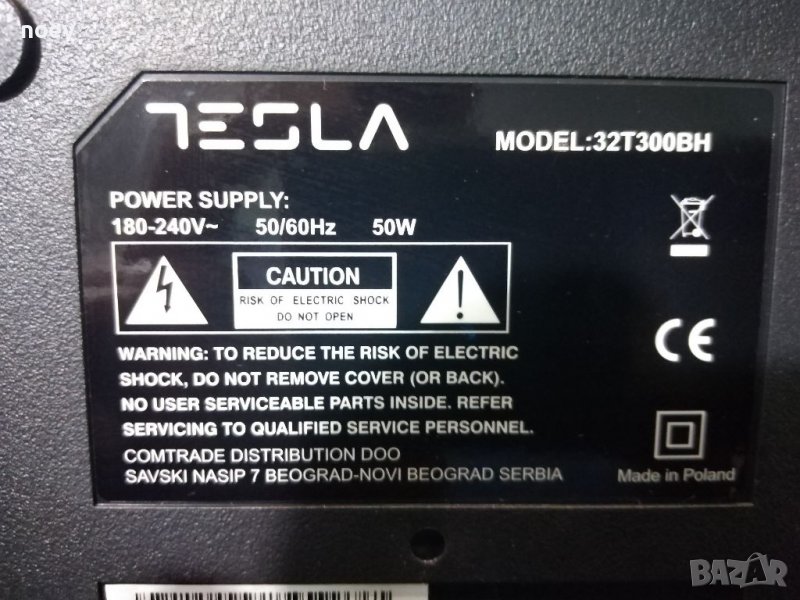 noey
TESLA
MODEL:32T300BH
POWER SUPPLY:
180-240V~ 50/60Hz 50W
CAUTION
RISK OF ELECTRIC SHOCK
DO NOT OPEN
WARNING: TO REDUCE THE RISK OF ELECTRIC
SHOCK, DO NOT REMOVE COVER (OR BACK).
NO USER SERVICEABLE PARTS INSIDE. REFER
SERVICING TO QUALIFIED SERVICE PERSONNEL.
COMTRADE DISTRIBUTION DOO
SAVSKI NASIP 7 BEOGRAD-NOVI BEOGRAD SERBIA
CE
Made in Poland
BAZAR